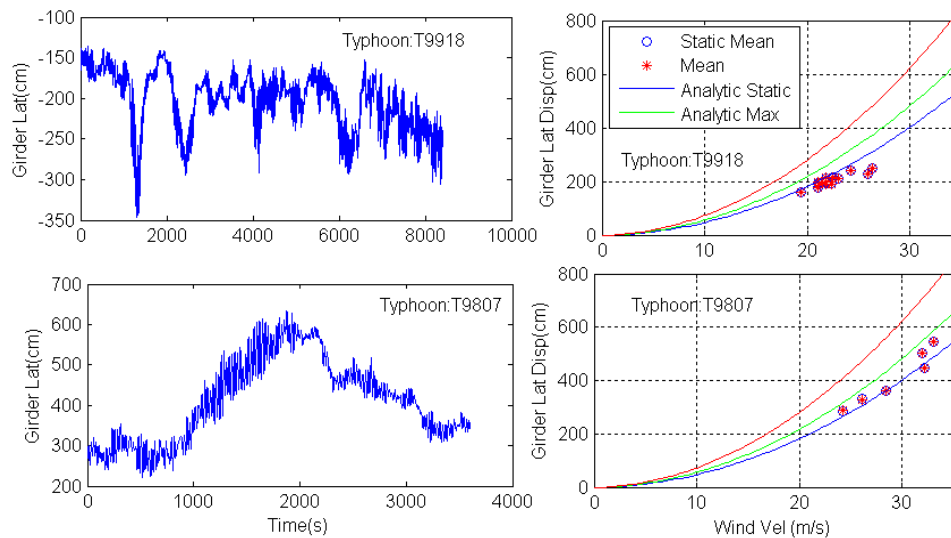 -100
-150
-200
-250
-300
-350
Girder Lat(cm)
Typhoon:T9918
0
2000
4000
6000
8000
10000
800
600
400
200
0
Girder Lat Disp(cm)
Static Mean
Mean
Analytic Static
Analytic Max
Typhoon:T9918
0
10
20
30
700
600
500
400
300
200
Girder Lat(cm)
Typhoon:T9807
0
1000
2000
3000
4000
Time(s)
800
600
400
200
0
Girder Lat Disp(cm)
Typhoon:T9807
0
10
20
30
Wind Vel (m/s)